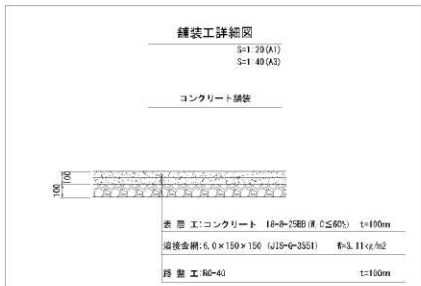 舗装工詳細図
S=1:20(A1)
S=1:40(A3)
コンクリート舗装
100
100
表 層 工:コンクリート 18-8-25BB(W/C≦60%) t=100mm
溶接金網:6.0×150×150 (JIS-G-3551) W=3.11kg/m2
路 盤 工:RC-40 t=100mm